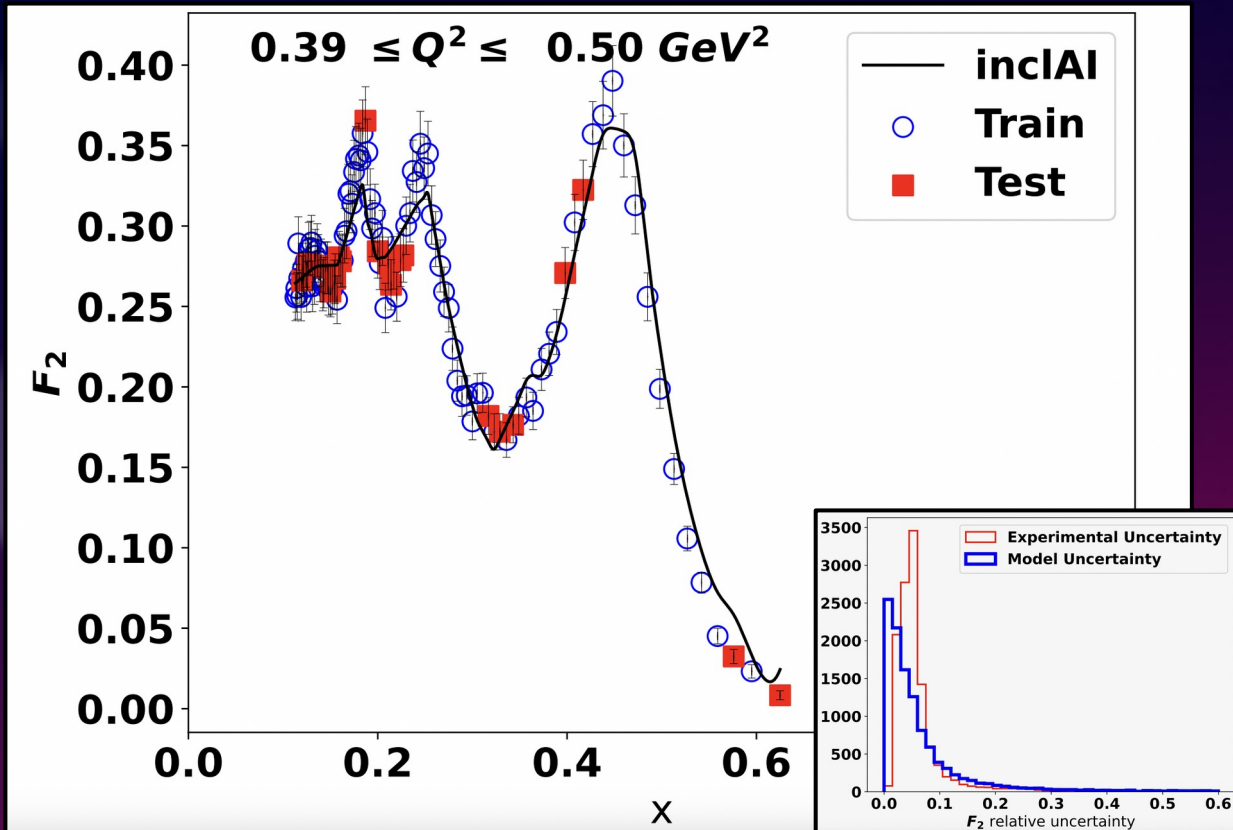 0.39 ≤ Q² ≤ 0.50 GeV²
inclAI
Train
Test
0.40
0.35
0.30
0.25
0.20
0.15
0.10
0.05
0.00
F₂
0.0 0.2 0.4 0.6
x
Experimental Uncertainty
Model Uncertainty
3500
3000
2500
2000
1500
1000
500
0
0.0 0.1 0.2 0.3 0.4 0.5 0.6
F₂ relative uncertainty